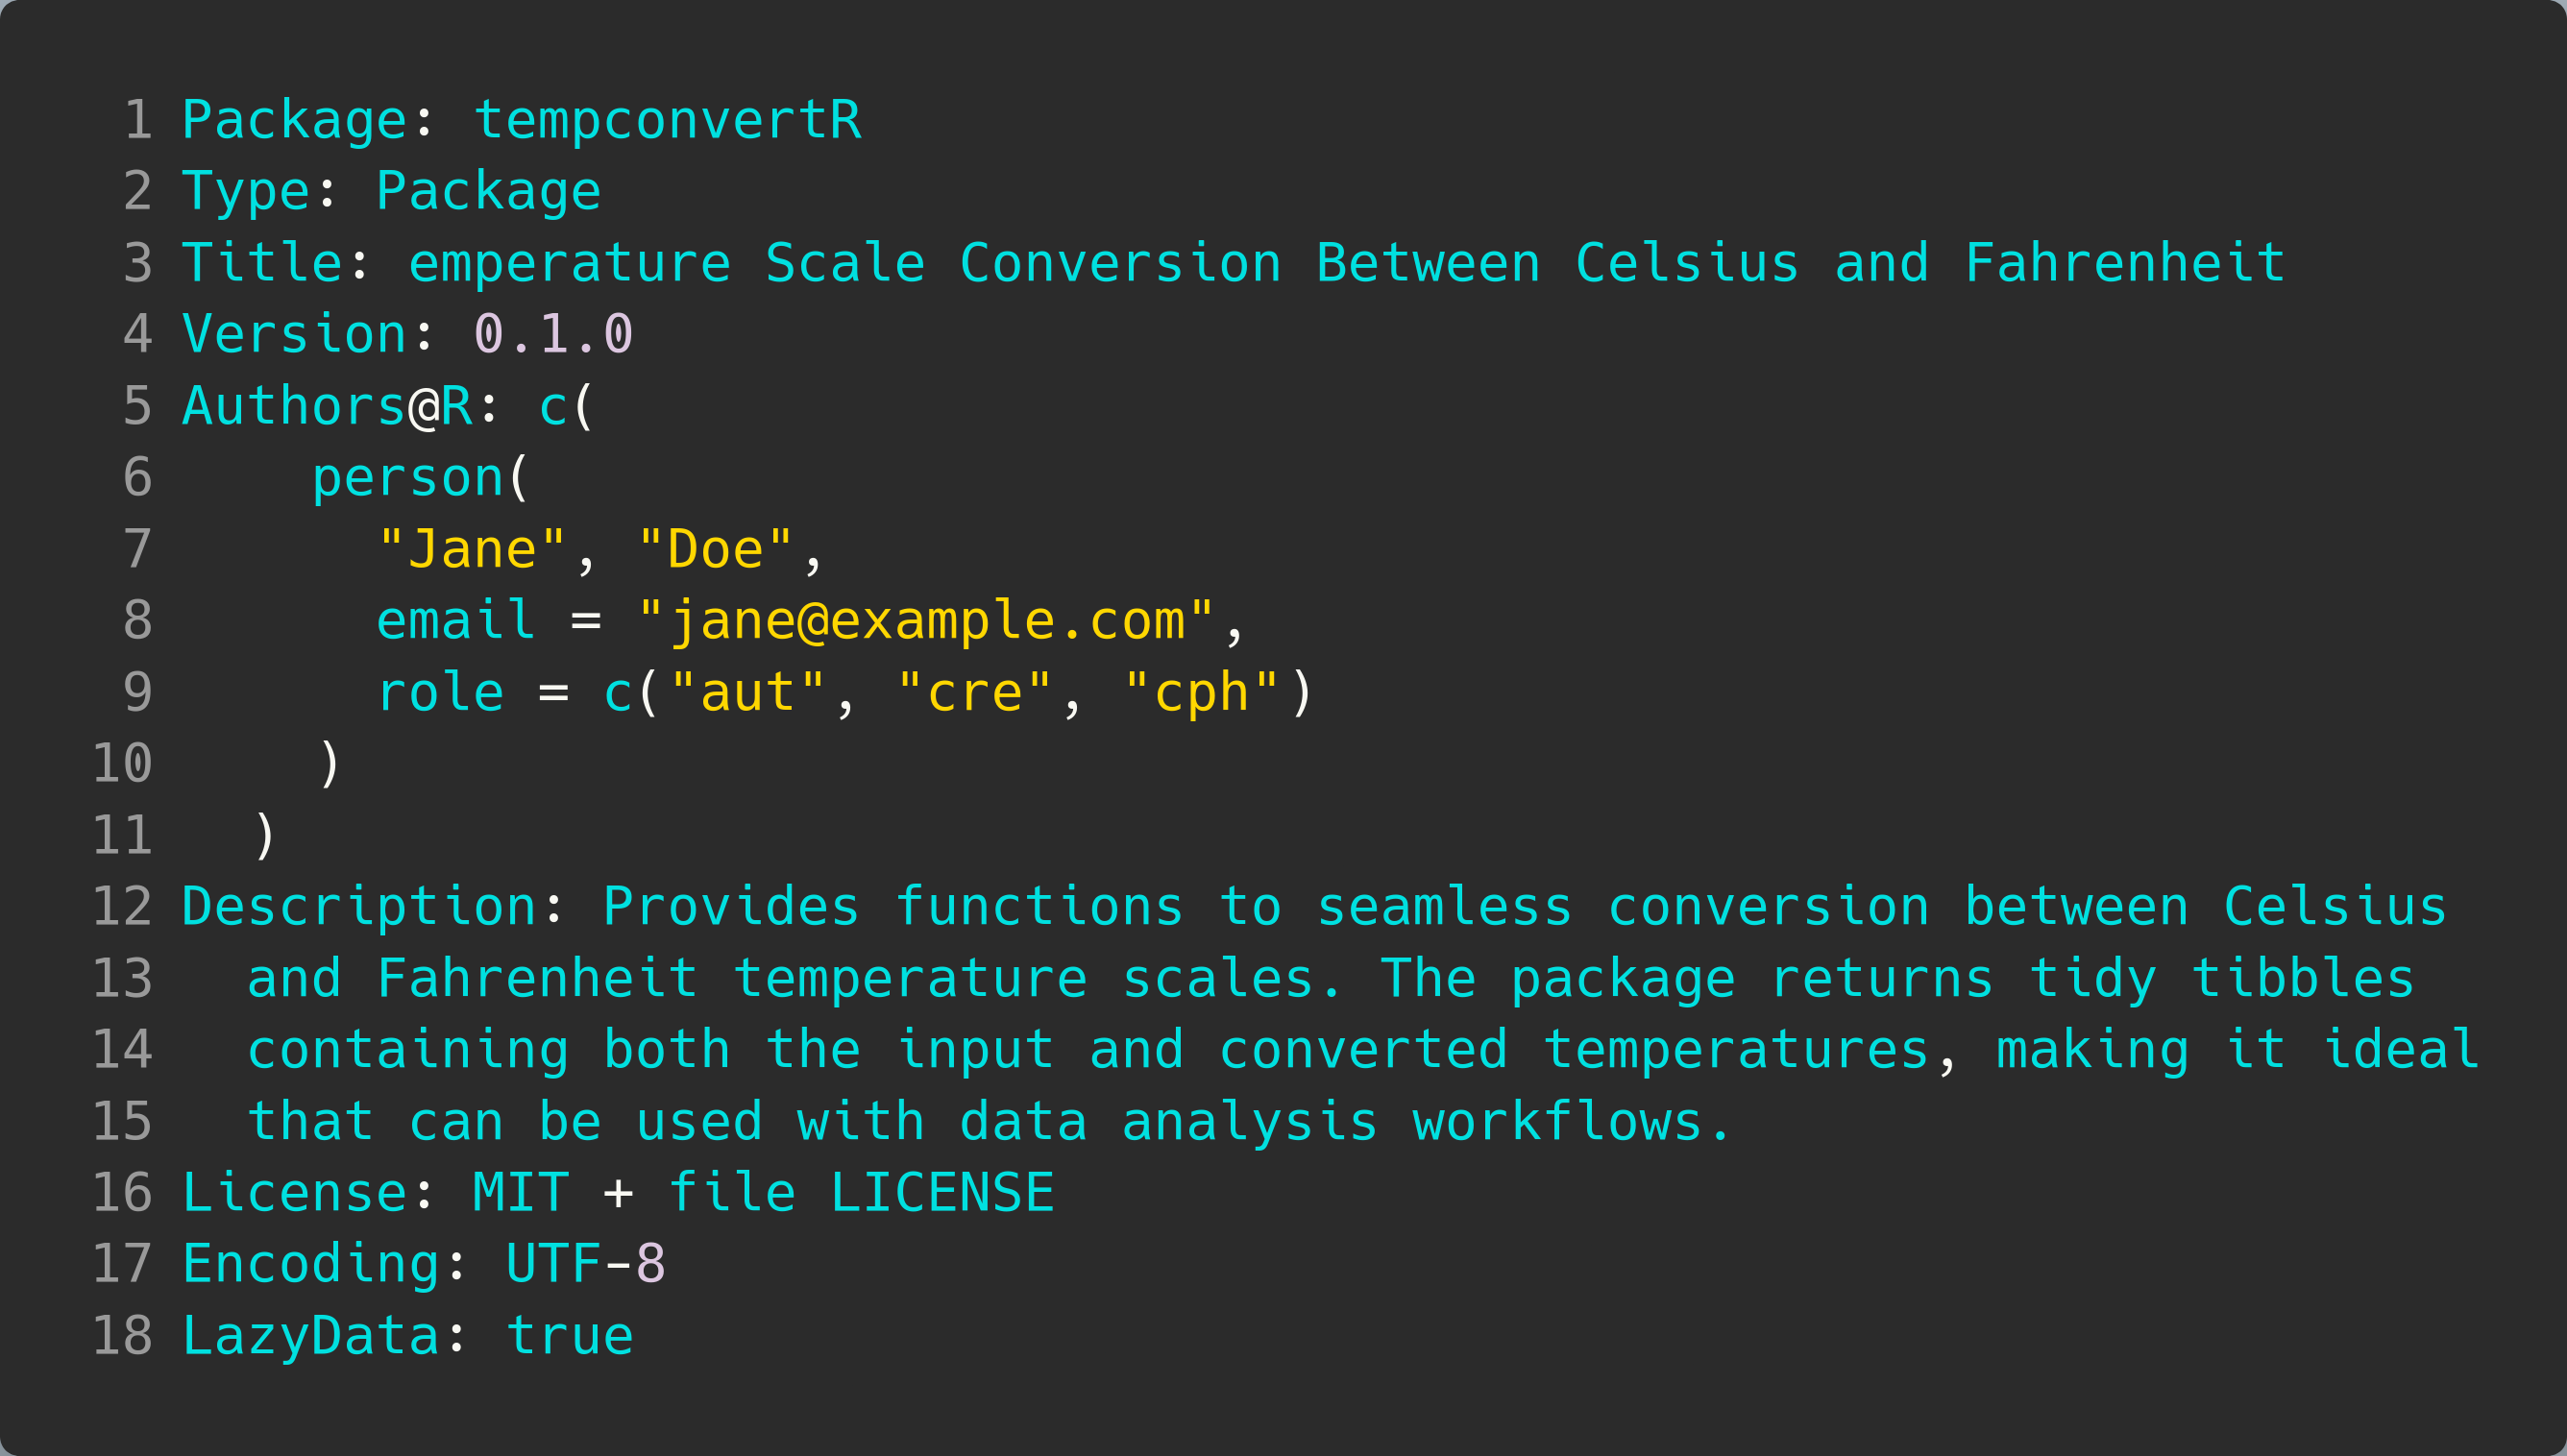 1 Package: tempconvertR
2 Type: Package
3 Title: emperature Scale Conversion Between Celsius and Fahrenheit
4 Version: 0.1.0
5 Authors@R: c(
6     person(
7       "Jane", "Doe",
8       email = "jane@example.com",
9       role = c("aut", "cre", "cph")
10     )
11   )
12 Description: Provides functions to seamless conversion between Celsius
13   and Fahrenheit temperature scales. The package returns tidy tibbles
14   containing both the input and converted temperatures, making it ideal
15   that can be used with data analysis workflows.
16 License: MIT + file LICENSE
17 Encoding: UTF-8
18 LazyData: true